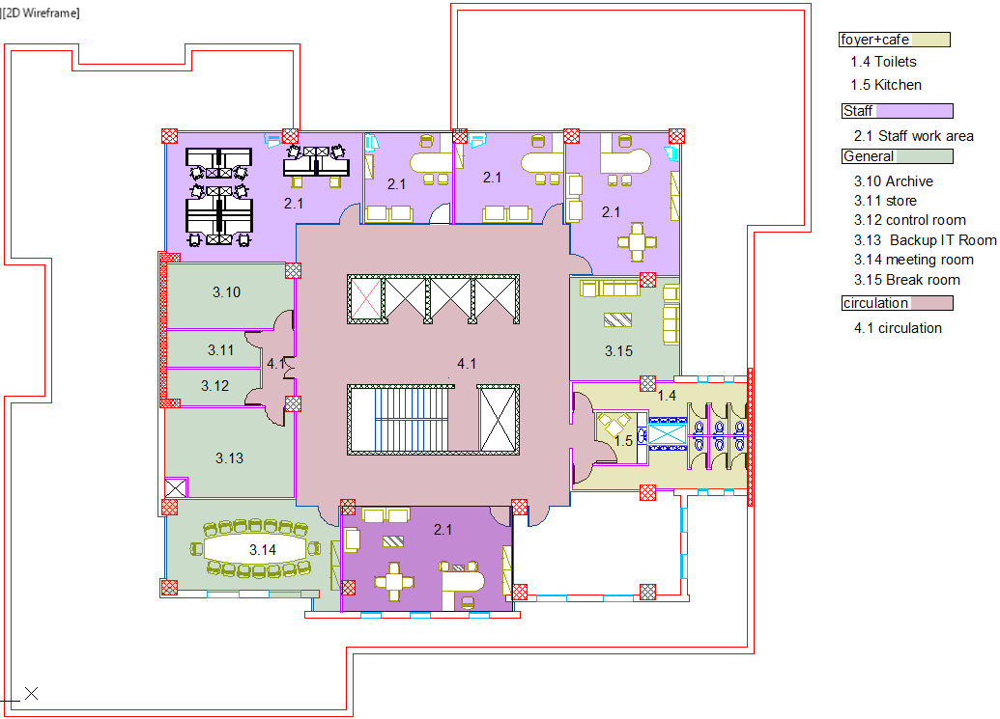 ][2D Wireframe]
foyer+cafe
1.4 Toilets
1.5 Kitchen
Staff
2.1 Staff work area
General
3.10 Archive
3.11 store
3.12 control room
3.13 Backup IT Room
3.14 meeting room
3.15 Break room
circulation
4.1 circulation
2.1
2.1
2.1
2.1
3.10
3.11
4.1
4.1
3.15
3.12
1.4
1.5
3.13
2.1
3.14